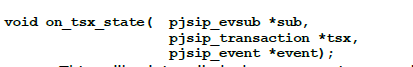 void on_tsx_state( pjsip_evsub *sub,
pjsip_transaction *tsx,
pjsip_event *event);